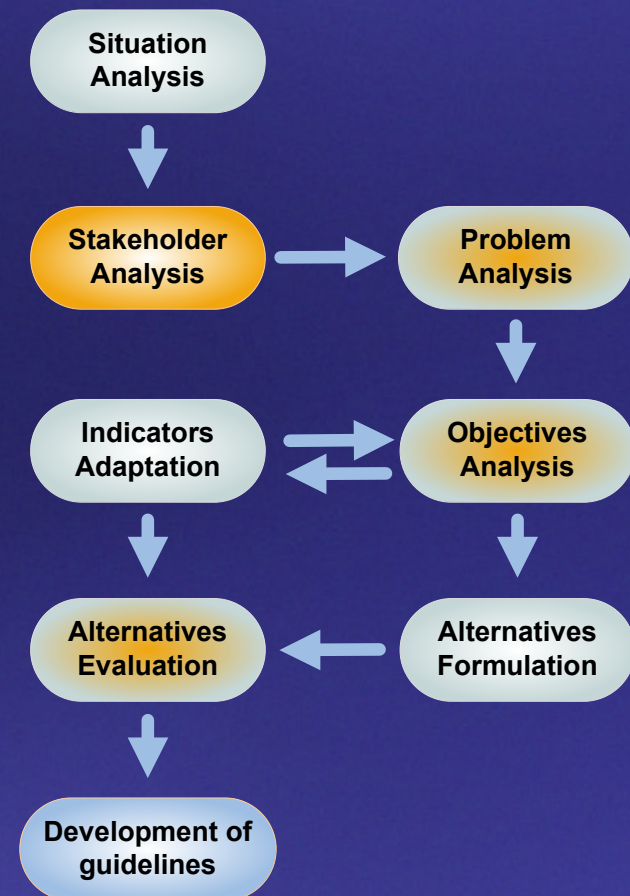 Situation
Analysis
Stakeholder
Analysis
Problem
Analysis
Indicators
Adaptation
Objectives
Analysis
Alternatives
Evaluation
Alternatives
Formulation
Development of
guidelines